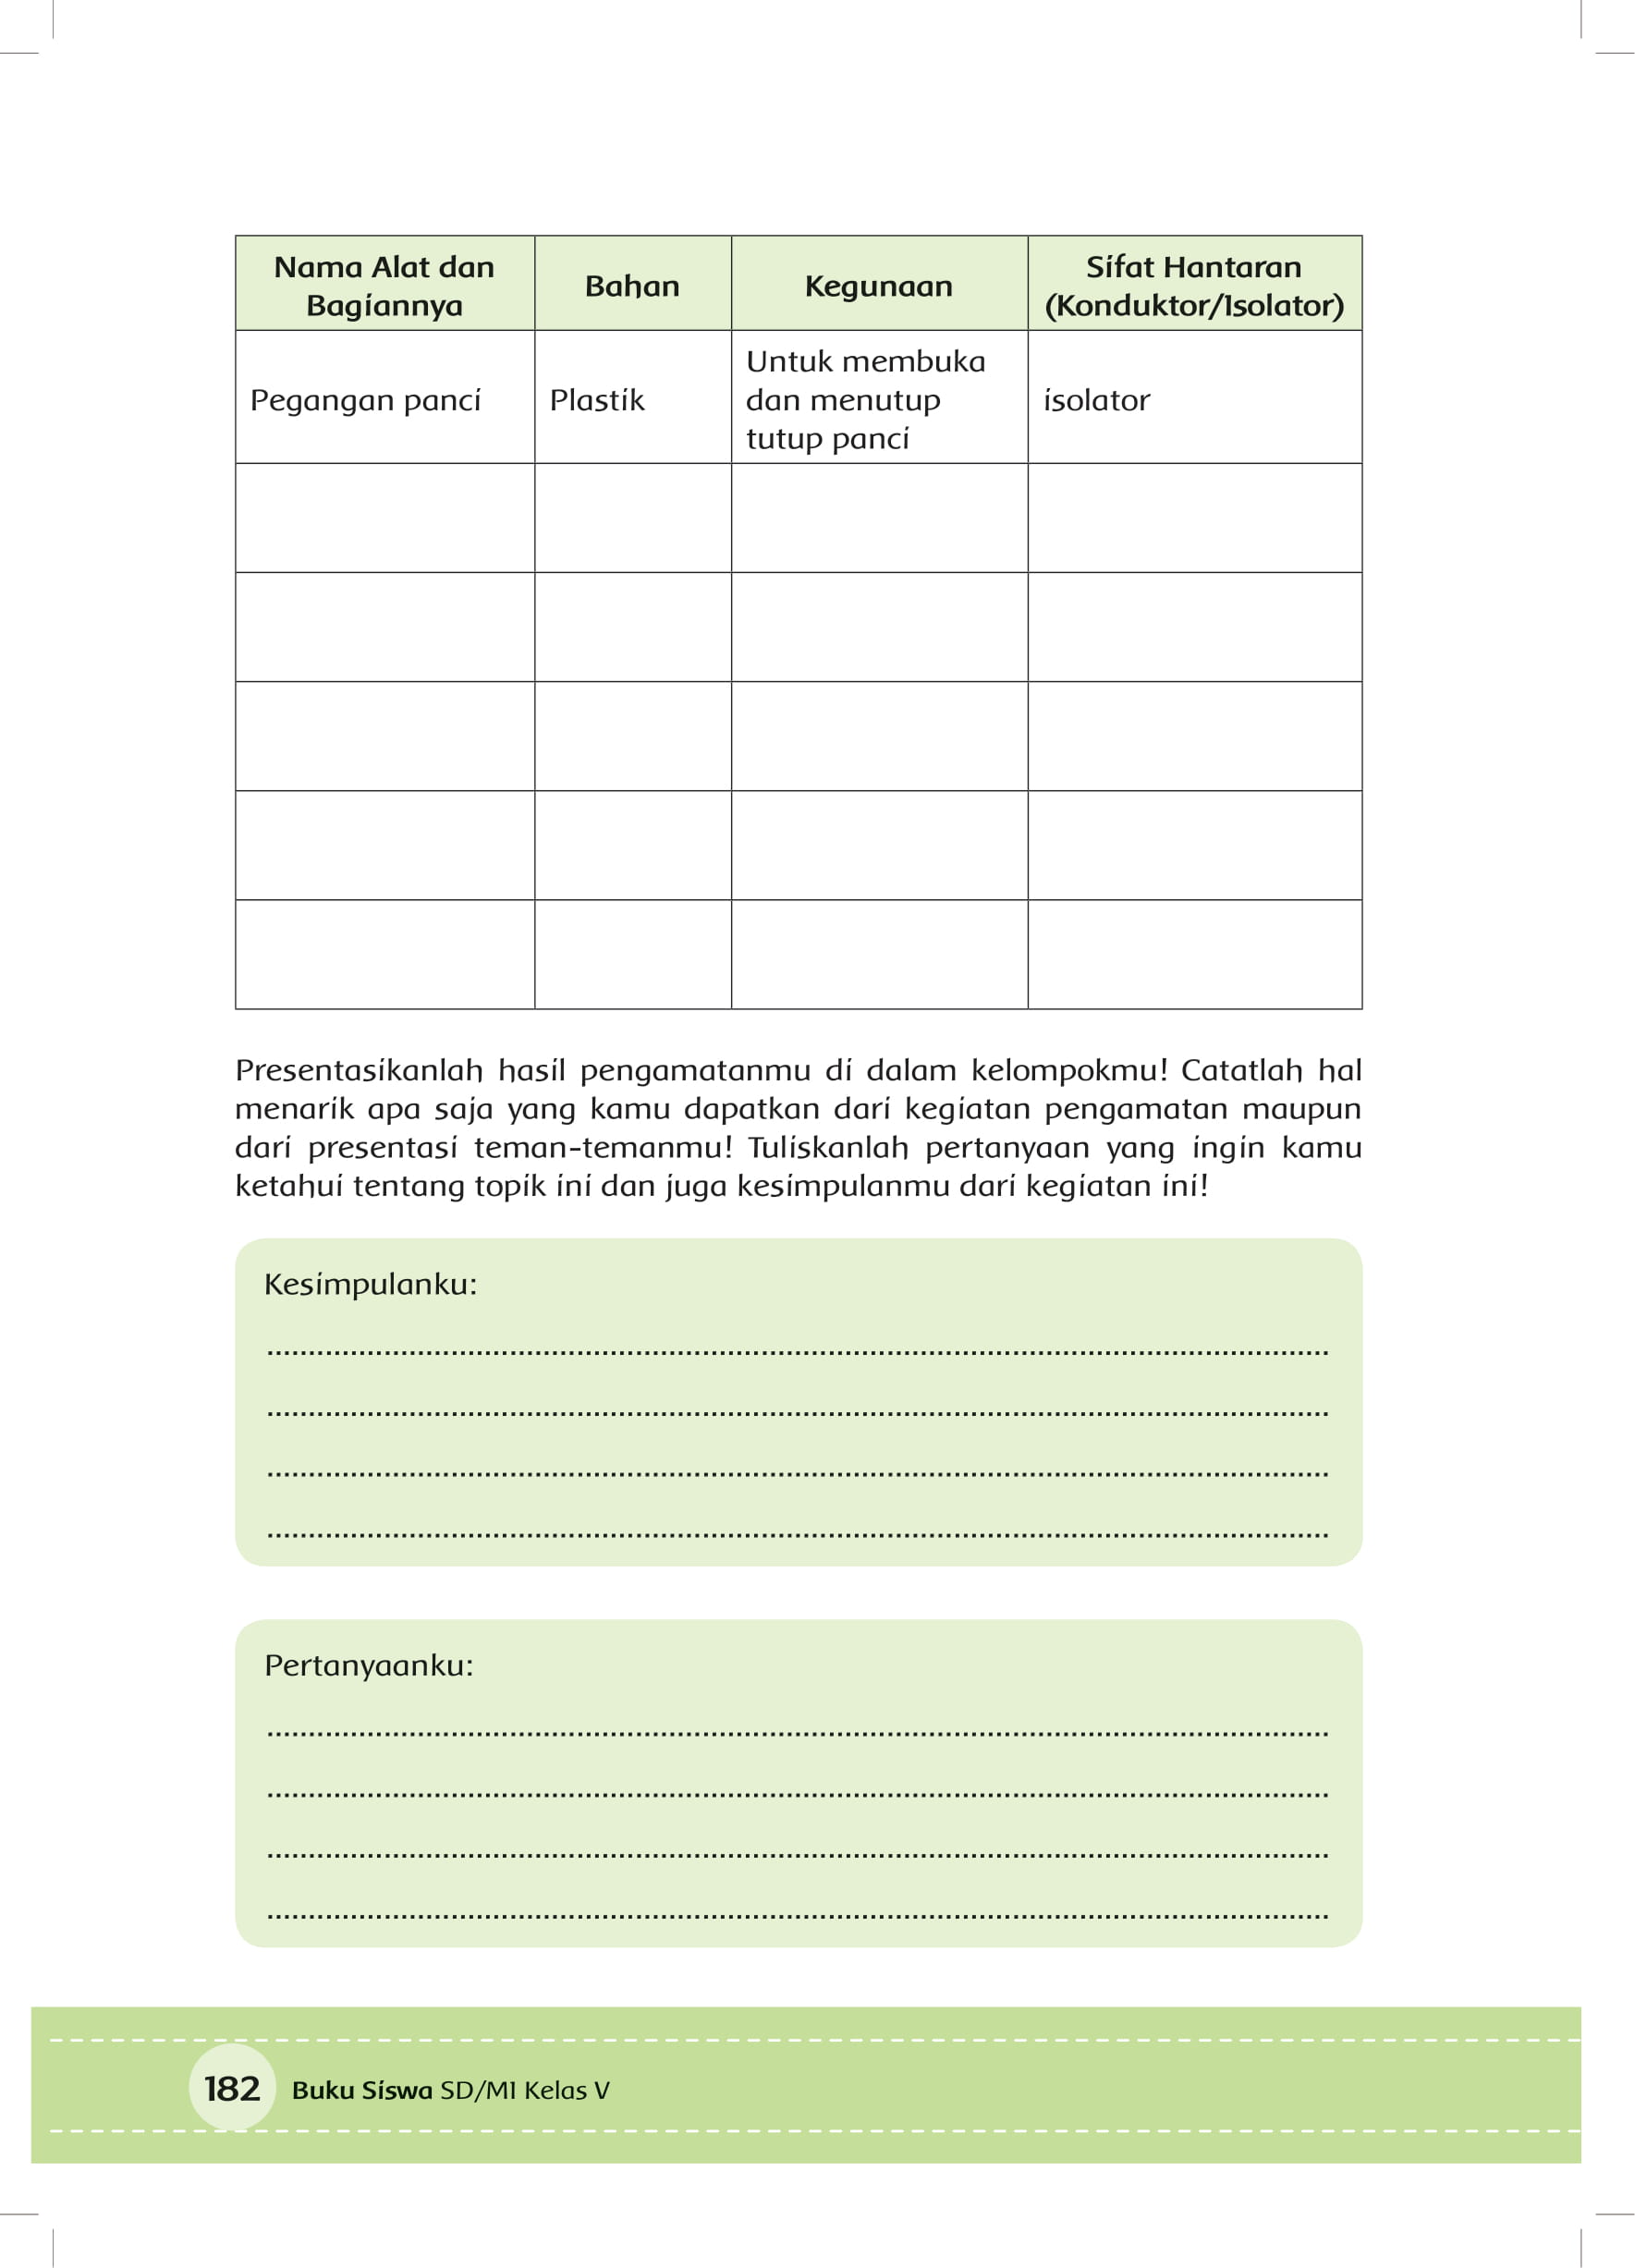 Nama Alat dan
Bagiannya
Bahan
Kegunaan
Sifat Hantaran
(Konduktor/Isolator)
Pegangan panci
Plastik
Untuk membuka
dan menutup
tutup panci
isolator
Presentasikanlah hasil pengamatanmu di dalam kelompokmu! Catatlah hal
menarik apa saja yang kamu dapatkan dari kegiatan pengamatan maupun
dari presentasi teman-temanmu! Tuliskanlah pertanyaan yang ingin kamu
ketahui tentang topik ini dan juga kesimpulanmu dari kegiatan ini!
Kesimpulanku:
Pertanyaanku:
182 Buku Siswa SD/MI Kelas V